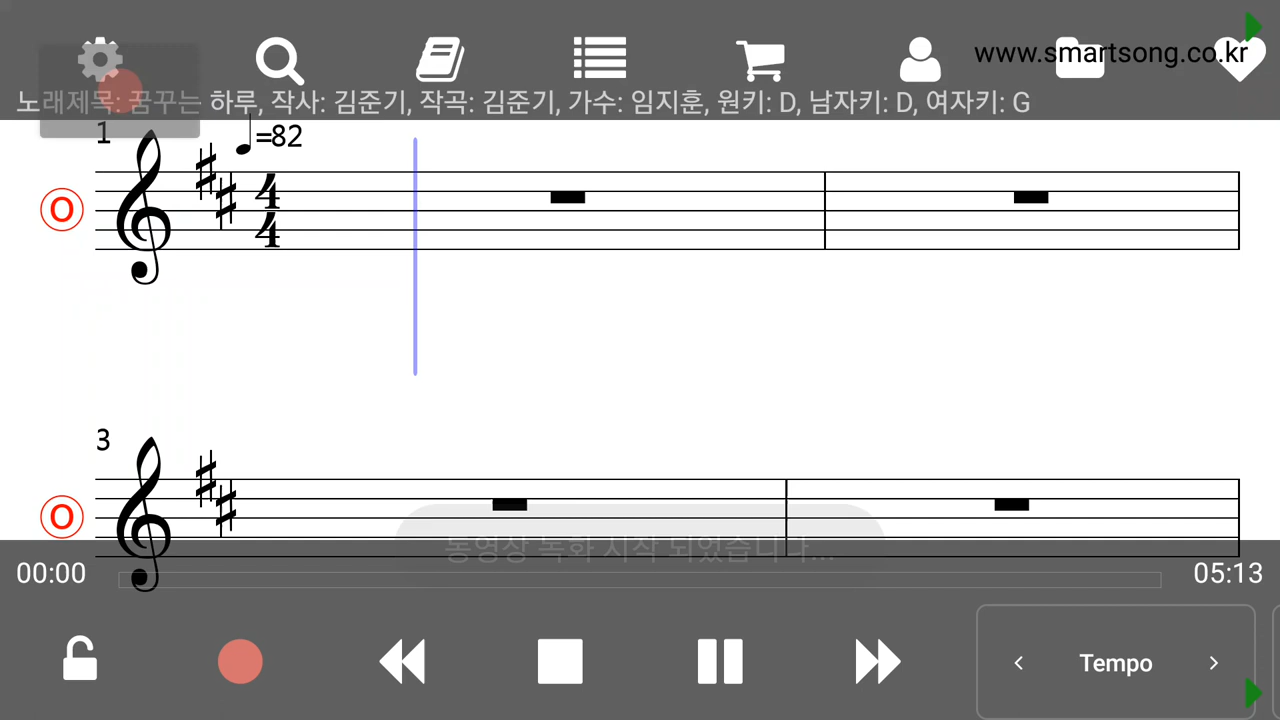 www.smartsong.co.kr
노래제목: 꿈꾸는 하루, 작사: 김준기, 작곡: 김준기, 가수: 임지훈, 원키: D, 남자키: D, 여자키: G
1
=82
4
4
O
3
O
동영상 녹화 시작 되었습니다...
00:00
05:13
< Tempo >